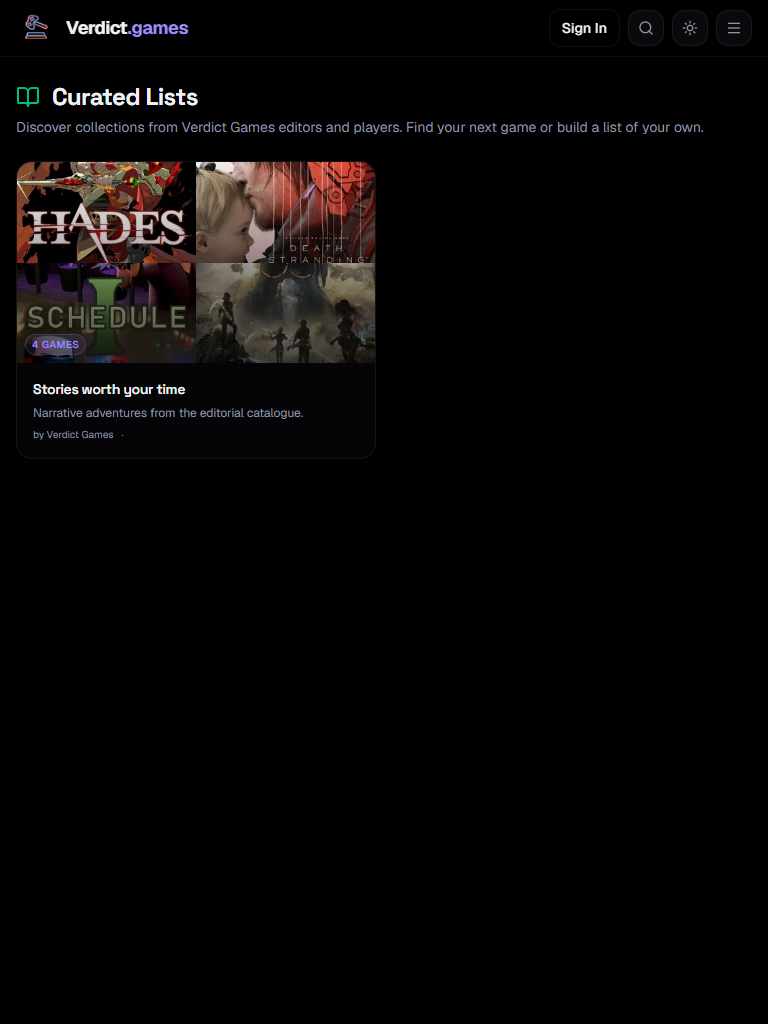 Verdict.games
Sign In
Curated Lists
Discover collections from Verdict Games editors and players. Find your next game or build a list of your own.
HADES
DEATH
STRANDING
SCHEDULE
I
4 GAMES
Stories worth your time
Narrative adventures from the editorial catalogue.
by Verdict Games ·